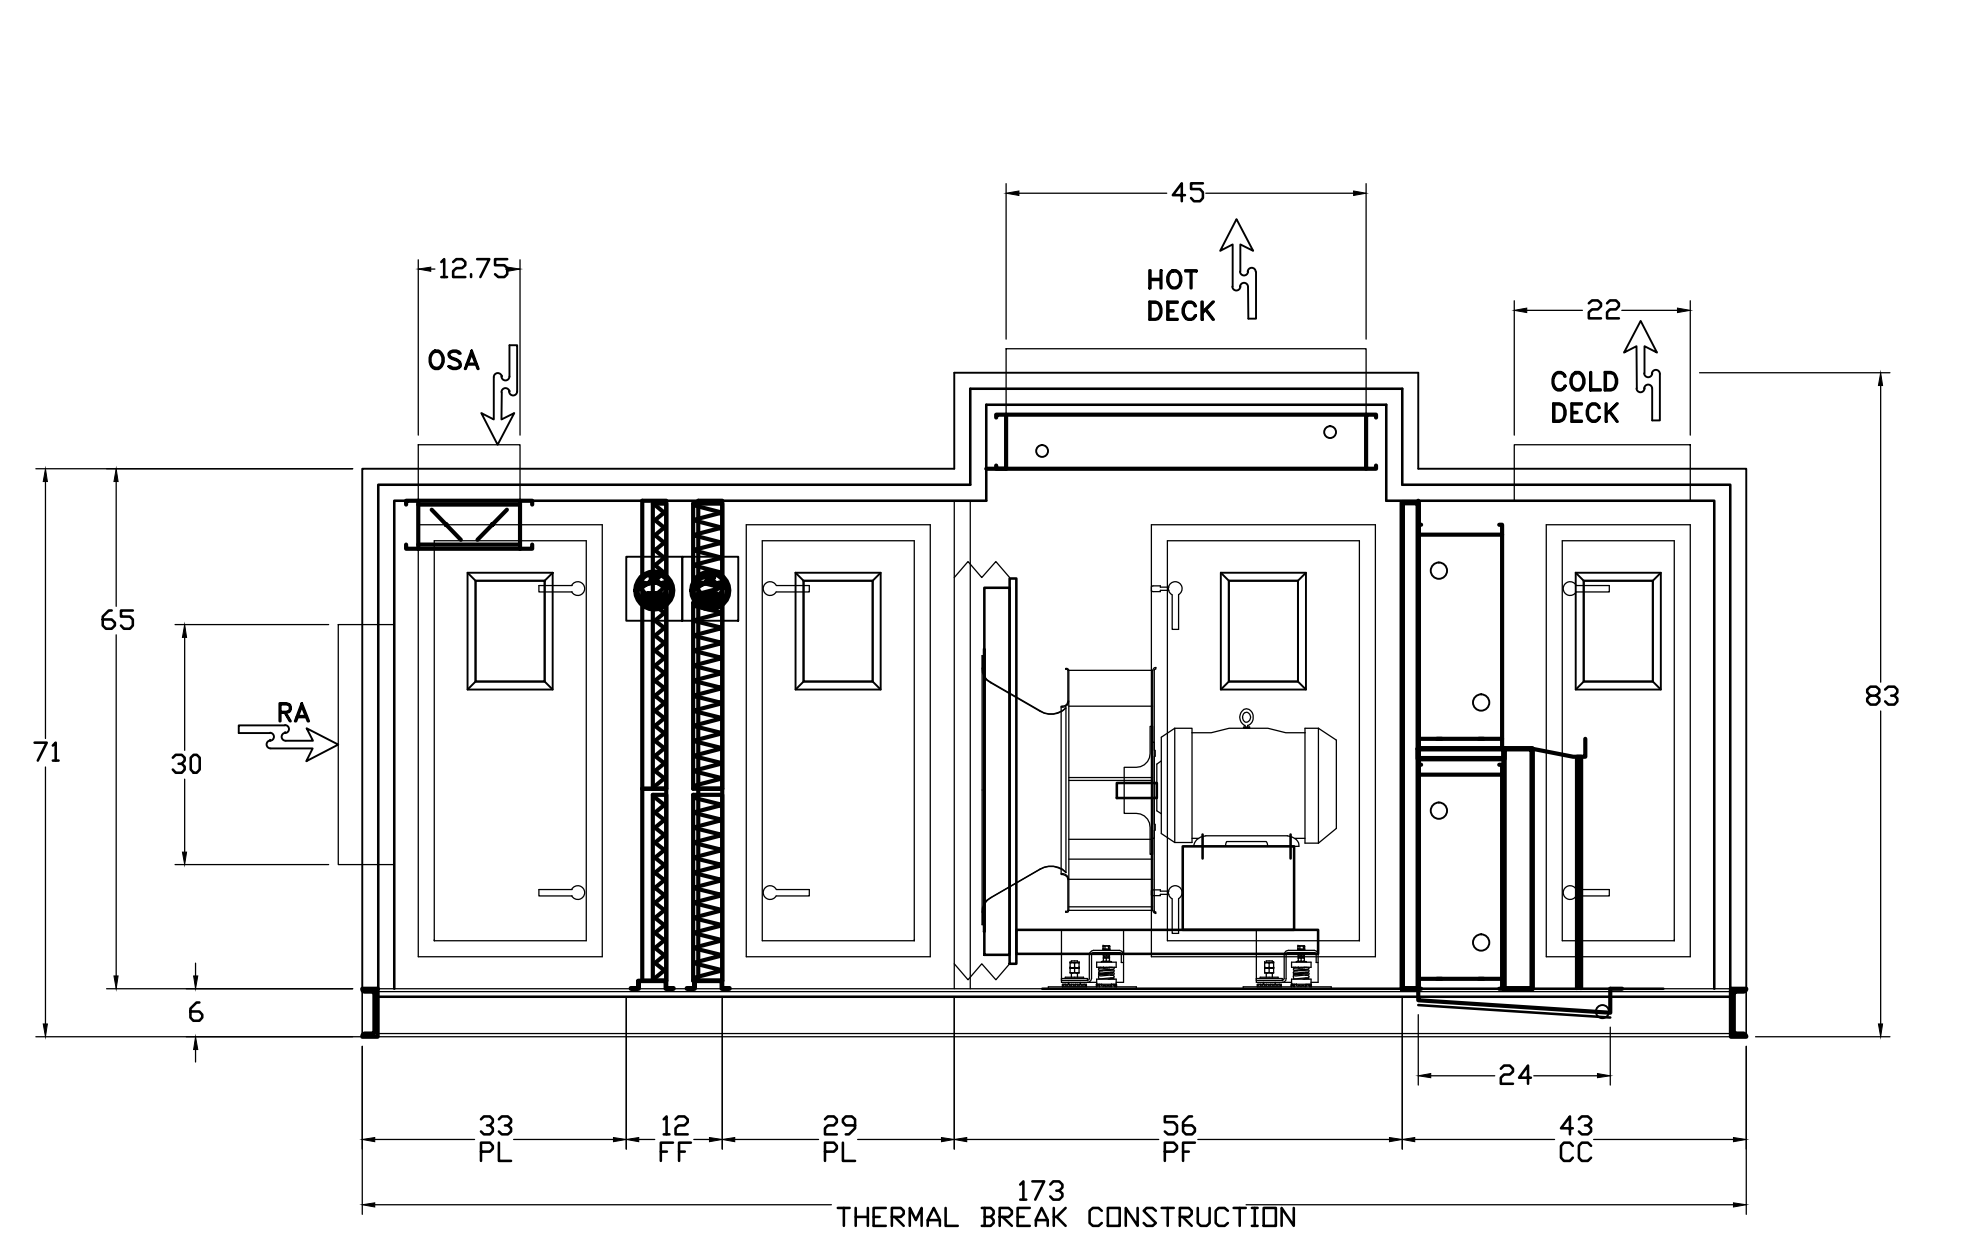 45
12.75
HOT
DECK
22
OSA
COLD
DECK
65
83
RA
71
30
6
24
33
PL
12
FF
29
PL
56
PF
43
CC
173
THERMAL BREAK CONSTRUCTION